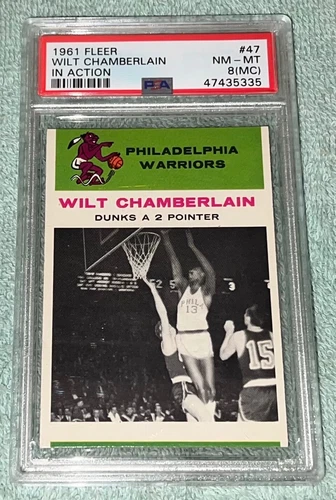 1961 FLEER #47
WILT CHAMBERLAIN NM - MT
IN ACTION 8(MC)
PSA 47435335
PHILADELPHIA
WARRIORS
WILT CHAMBERLAIN
DUNKS A 2 POINTER
PHILA
13
15
3